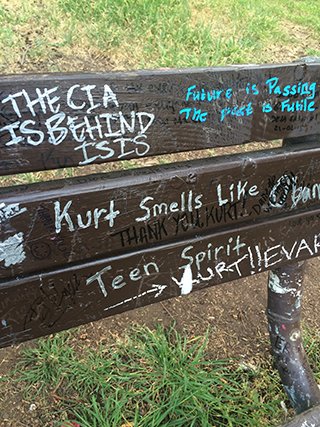 THE CIA
IS BEHIND
ISIS
Future is Passing
The past is Futile
Kurt Smells Like
THANK YOU KURT!
Teen Spirit
KURT!!EVAR